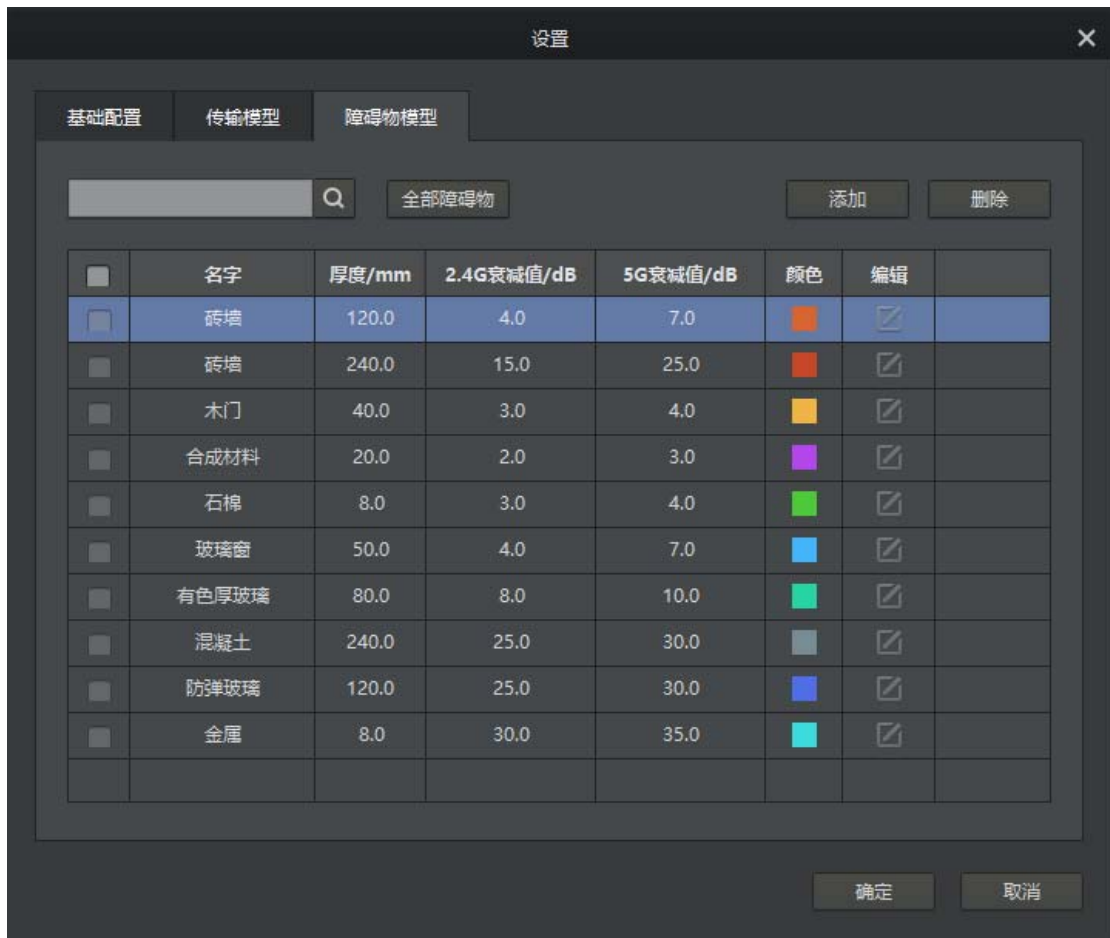 设置
基础配置 传输模型 障碍物模型
全部障碍物 添加 删除
名字 厚度/mm 2.4G衰减值/dB 5G衰减值/dB 颜色 编辑
砖墙 120.0 4.0 7.0
砖墙 240.0 15.0 25.0
木门 40.0 3.0 4.0
合成材料 20.0 2.0 3.0
石棉 8.0 3.0 4.0
玻璃窗 50.0 4.0 7.0
有色厚玻璃 80.0 8.0 10.0
混凝土 240.0 25.0 30.0
防弹玻璃 120.0 25.0 30.0
金属 8.0 30.0 35.0
确定 取消